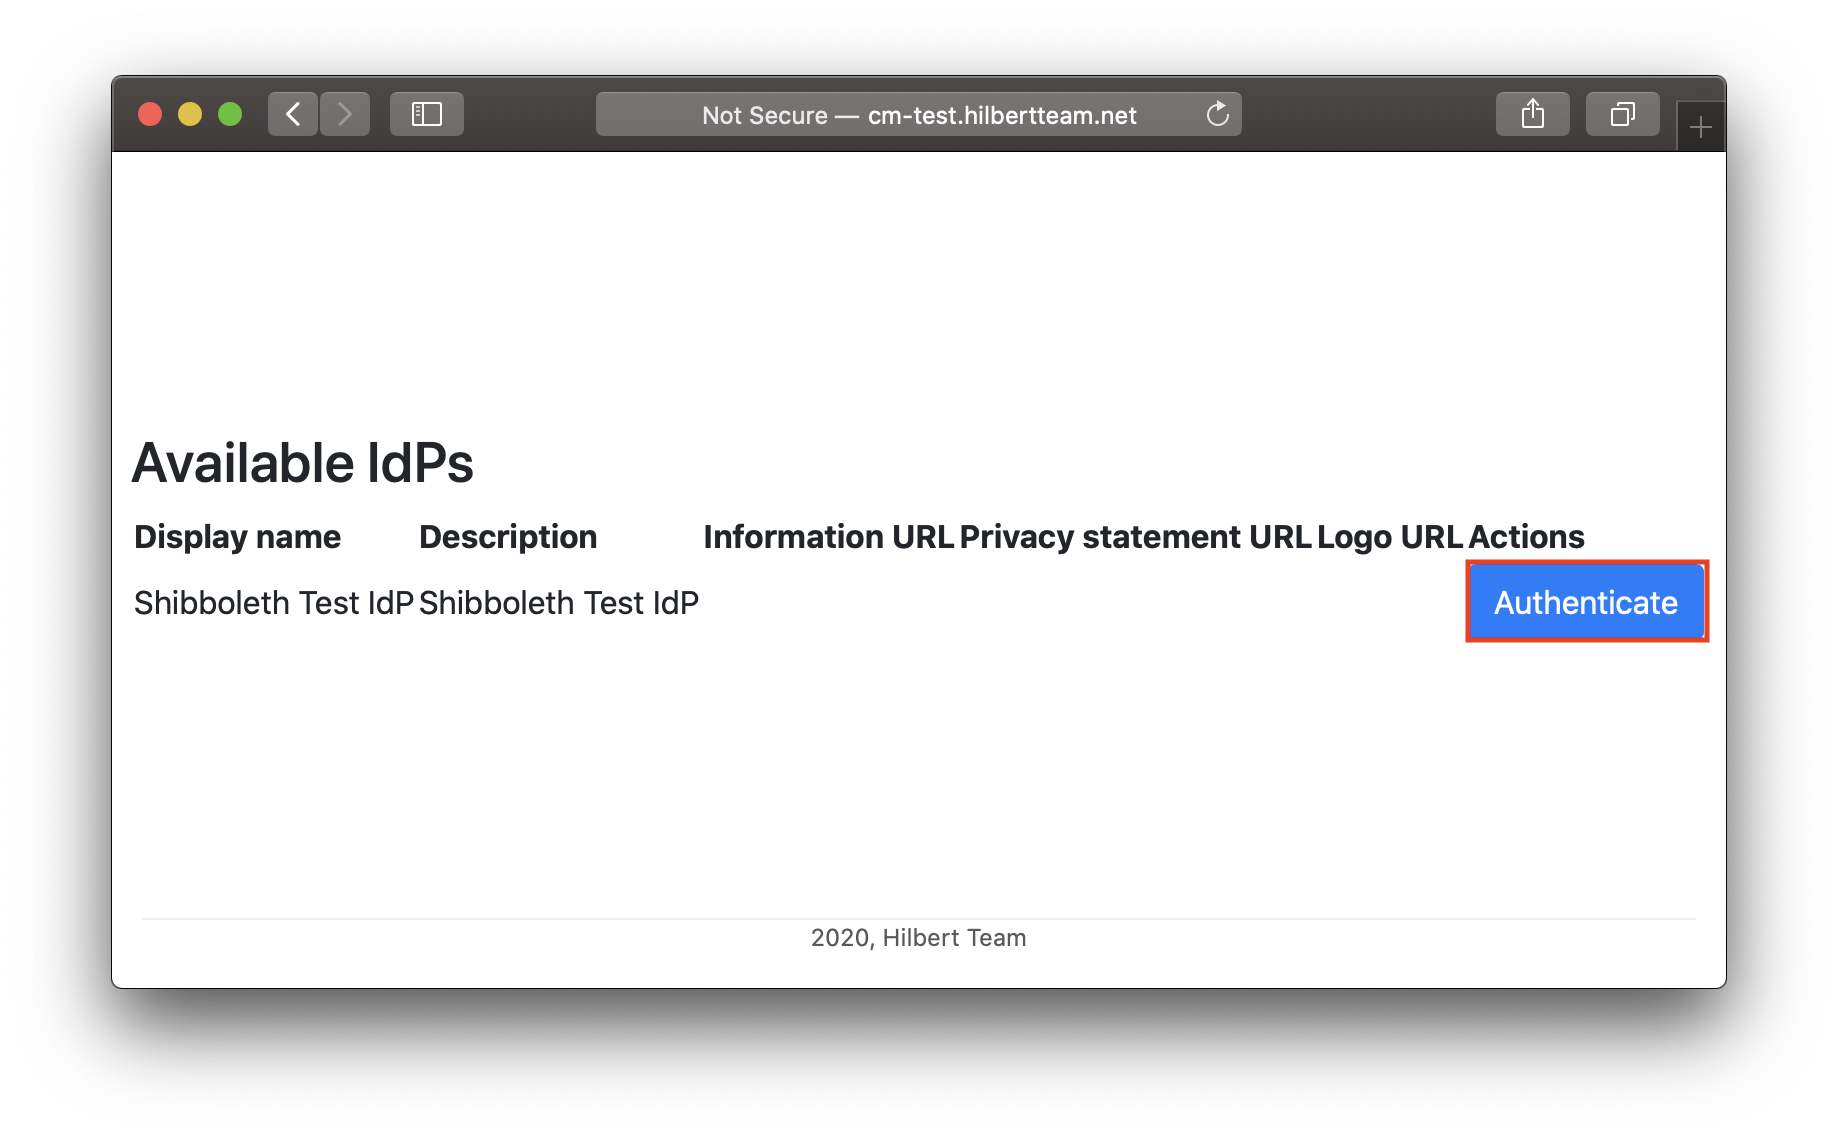 Not Secure — cm-test.hilbertteam.net
Available IdPs
Display name Description Information URL Privacy statement URL Logo URL Actions
Shibboleth Test IdP Shibboleth Test IdP Authenticate
2020, Hilbert Team